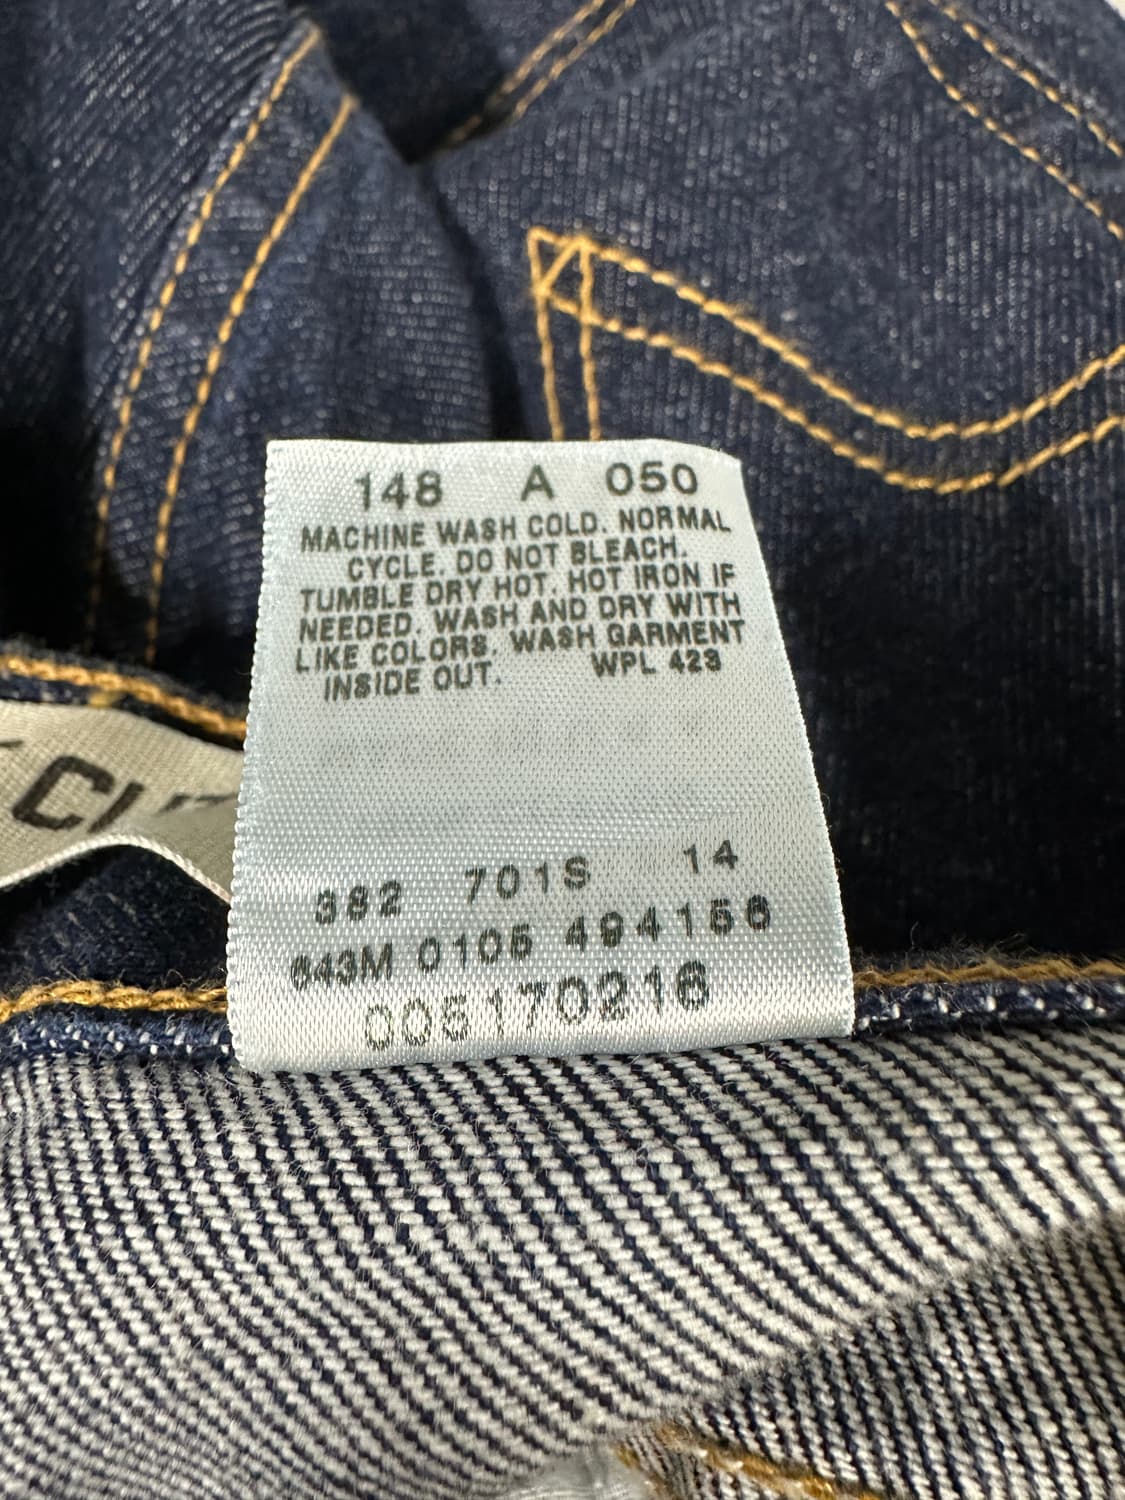 148 A 050
MACHINE WASH COLD. NORMAL
CYCLE. DO NOT BLEACH.
TUMBLE DRY HOT. HOT IRON IF
NEEDED. WASH AND DRY WITH
LIKE COLORS. WASH GARMENT
INSIDE OUT. WPL 423
382 701S 14
643M 0105 494156
005170216